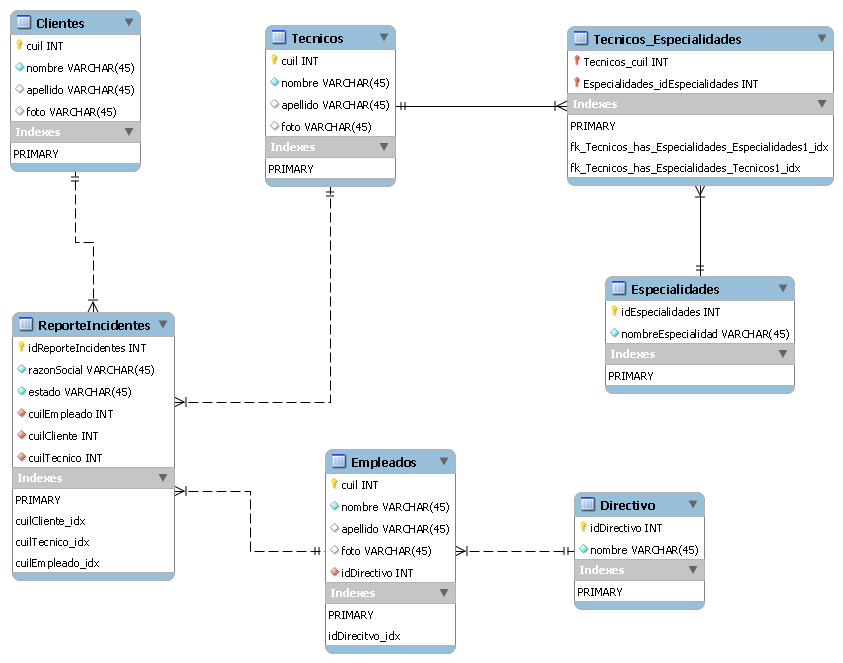 Clientes
cuil INT
nombre VARCHAR(45)
apellido VARCHAR(45)
foto VARCHAR(45)
Indexes
PRIMARY
Tecnicos
cuil INT
nombre VARCHAR(45)
apellido VARCHAR(45)
foto VARCHAR(45)
Indexes
PRIMARY
Tecnicos_Especialidades
Tecnicos_cuil INT
Especialidades_idEspecialidades INT
Indexes
PRIMARY
fk_Tecnicos_has_Especialidades_Especialidades1_idx
fk_Tecnicos_has_Especialidades_Tecnicos1_idx
Especialidades
idEspecialidades INT
nombreEspecialidad VARCHAR(45)
Indexes
PRIMARY
ReporteIncidentes
idReporteIncidentes INT
razonSocial VARCHAR(45)
estado VARCHAR(45)
cuilEmpleado INT
cuilCliente INT
cuilTecnico INT
Indexes
PRIMARY
cuilCliente_idx
cuilTecnico_idx
cuilEmpleado_idx
Empleados
cuil INT
nombre VARCHAR(45)
apellido VARCHAR(45)
foto VARCHAR(45)
idDirectivo INT
Indexes
PRIMARY
idDirecitvo_idx
Directivo
idDirectivo INT
nombre VARCHAR(45)
Indexes
PRIMARY